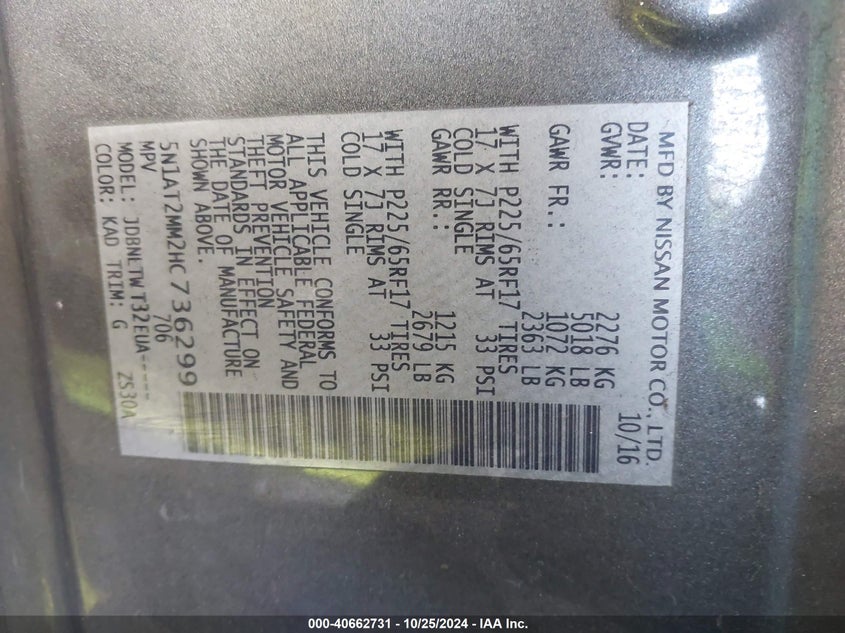 MFD BY NISSAN MOTOR CO., LTD.
DATE: 10/16
GVWR: 2276 KG
5018 LB
GAWR FR.: 1072 KG
2363 LB
WITH P225/65RF17 TIRES
17 X 7J RIMS AT 33 PSI
COLD SINGLE
GAWR RR.: 1215 KG
2679 LB
WITH P225/65RF17 TIRES
17 X 7J RIMS AT 33 PSI
COLD SINGLE
THIS VEHICLE CONFORMS TO
ALL APPLICABLE FEDERAL
MOTOR VEHICLE SAFETY AND
THEFT PREVENTION
STANDARDS IN EFFECT ON
THE DATE OF MANUFACTURE
SHOWN ABOVE.
5N1AT2MM2HC736299
MPV 706
MODEL: JDBNLTWT32EUA-----
COLOR: KAD TRIM: G ZS30A
000-40662731 - 10/25/2024 - IAA Inc.